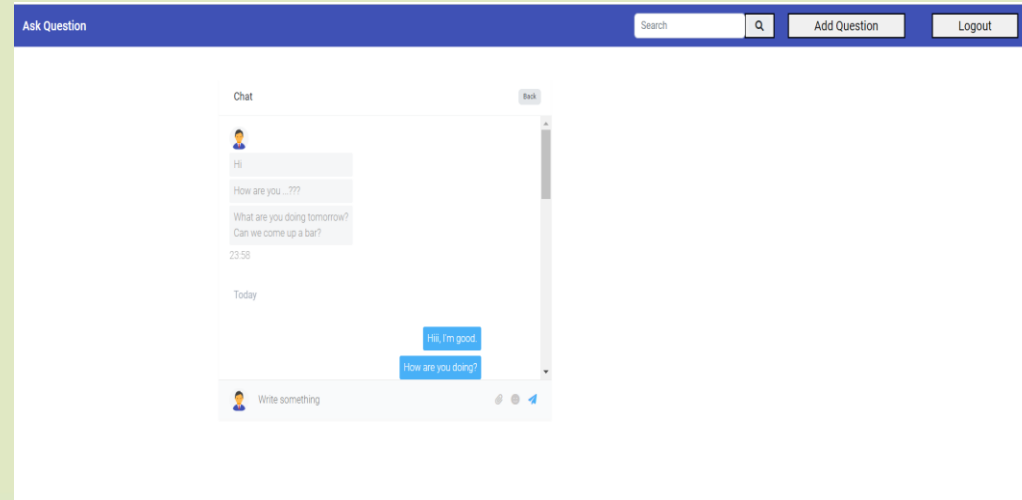 Ask Question
Search
Add Question
Logout
Chat
Back
Hi
How are you ...???
What are you doing tomorrow?
Can we come up a bar?
23:58
Today
Hiii, I'm good.
How are you doing?
Write something